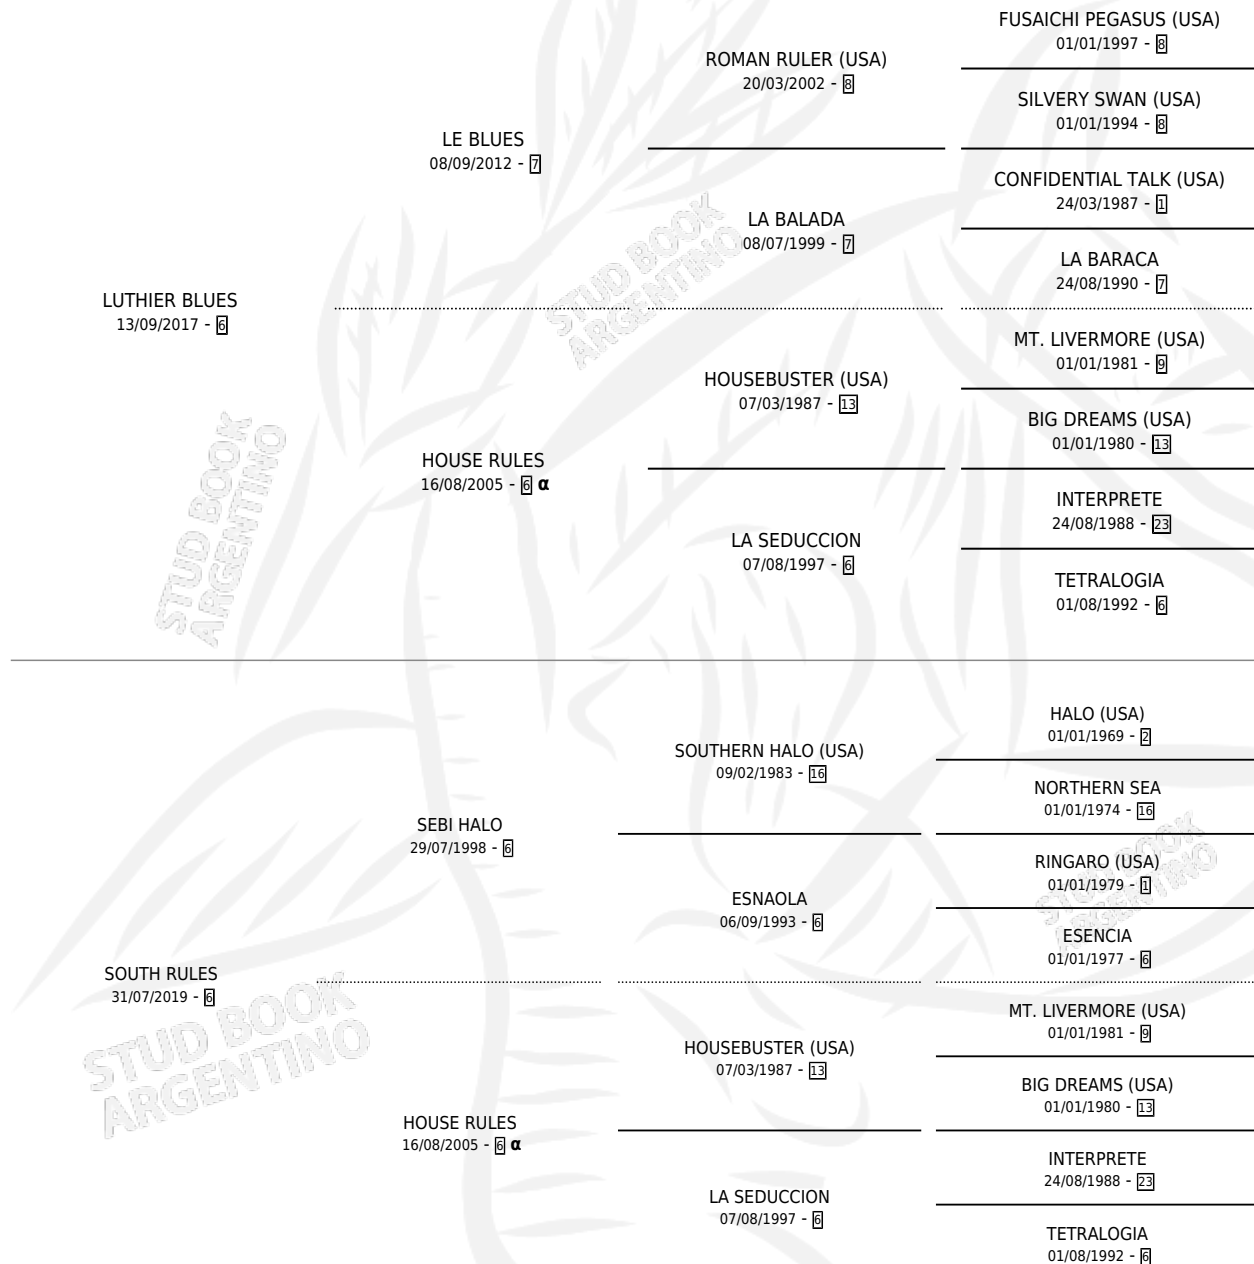 FUSAICHI PEGASUS (USA)
01/01/1997 - 8
ROMAN RULER (USA)
20/03/2002 - 8
SILVERY SWAN (USA)
01/01/1994 - 8
LE BLUES
08/09/2012 - 7
CONFIDENTIAL TALK (USA)
24/03/1987 - 1
LA BALADA
08/07/1999 - 7
LA BARACA
24/08/1990 - 7
STUD BOOK
ARGENTINO
LUTHIER BLUES
13/09/2017 - 6
MT. LIVERMORE (USA)
01/01/1981 - 9
HOUSEBUSTER (USA)
07/03/1987 - 13
BIG DREAMS (USA)
01/01/1980 - 13
HOUSE RULES
16/08/2005 - 6 α
STUD BOOK
ARGENTINO
INTERPRETE
24/08/1988 - 23
LA SEDUCCION
07/08/1997 - 6
TETRALOGIA
01/08/1992 - 6
HALO (USA)
01/01/1969 - 2
SOUTHERN HALO (USA)
09/02/1983 - 16
NORTHERN SEA
01/01/1974 - 16
SEBI HALO
29/07/1998 - 6
RINGARO (USA)
01/01/1979 - 1
STUD BOOK
ARGENTINO
ESNAOLA
06/09/1993 - 6
ESENCIA
01/01/1977 - 6
SOUTH RULES
31/07/2019 - 6
STUD BOOK
ARGENTINO
MT. LIVERMORE (USA)
01/01/1981 - 9
HOUSEBUSTER (USA)
07/03/1987 - 13
BIG DREAMS (USA)
01/01/1980 - 13
HOUSE RULES
16/08/2005 - 6 α
INTERPRETE
24/08/1988 - 23
LA SEDUCCION
07/08/1997 - 6
TETRALOGIA
01/08/1992 - 6